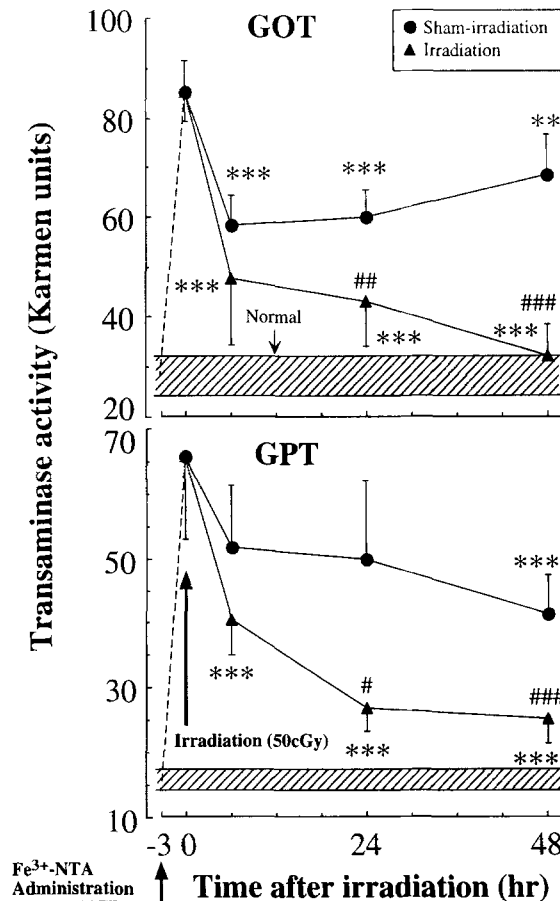 GOT
● Sham-irradiation
▲ Irradiation
Transaminase activity (Karmen units)
100
80
60
40
20
***
***
**
***
##
***
###
***
Normal
GPT
70
50
30
10
***
***
#
***
###
***
Irradiation (50cGy)
-3 0 24 48
Fe³⁺-NTA
Administration
Time after irradiation (hr)